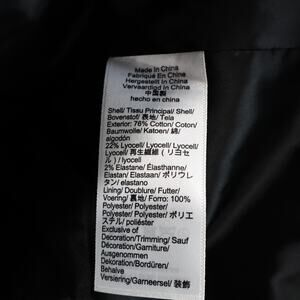 Made In China
Fabriqué En China
Hergestellt In China
Vervaardigd In China
中国製
hecho en china
Shell/ Tissu Principal/ Shell/
Bovenstof/ 表地/ Tela
Exterior: 76% Cotton/ Coton/
Baumwolle/ Katoen/ 綿/
algodón
22% Lyocell/ Lyocell/ Lyocell/
Lyocell/ 再生繊維 (リヨセ
ル) / lyocell
2% Elastane/ Élasthanne/
Elastan/ Elastaan/ ポリウレ
タン/ elastano
Lining/ Doublure/ Futter/
Voering/ 裏地/ Forro: 100%
Polyester/ Polyester/
Polyester/ Polyester/ ポリエ
ステル/ poliéster
Exclusive of
Decoration/Trimming/ Sauf
Décoration/Garniture/
Ausgenommen
Dekoration/Bordüren/
Behalve
Versiering/Garneersel/ 装飾